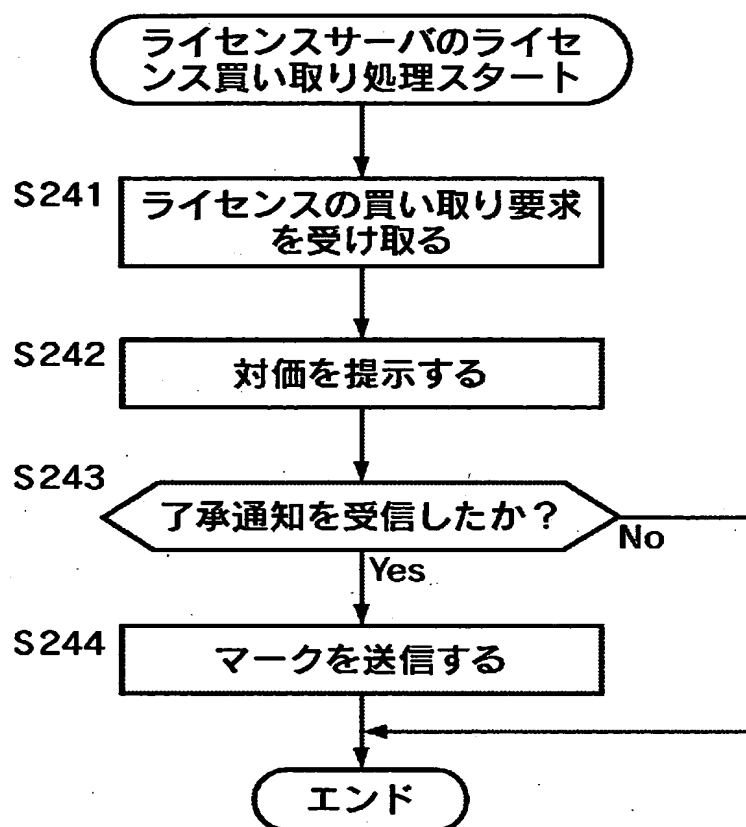 ライセンスサーバのライセ
ンス買い取り処理スタート
S241
ライセンスの買い取り要求
を受け取る
S242
対価を提示する
S243
了承通知を受信したか？
No
Yes
S244
マークを送信する
エンド